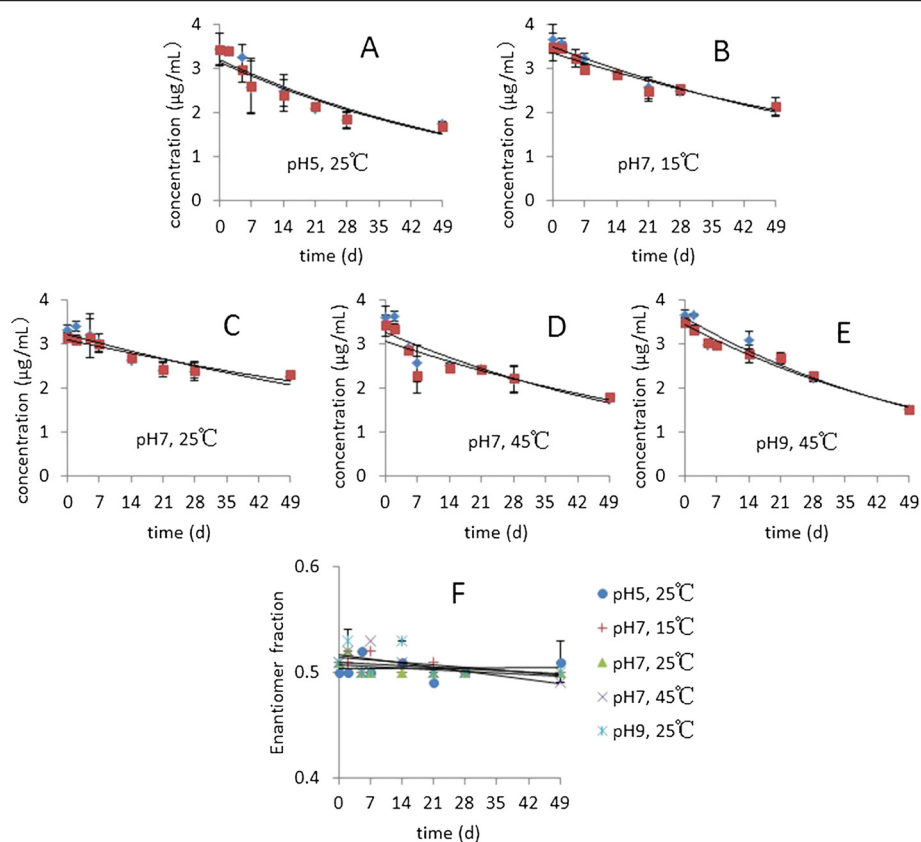 A
concentration (μg/mL)
4
3
2
1
0
pH5, 25℃
0 7 14 21 28 35 42 49
time (d)
B
concentration (μg/mL)
4
3
2
1
0
pH7, 15℃
0 7 14 21 28 35 42 49
time (d)
C
concentration (μg/mL)
4
3
2
1
0
pH7, 25℃
0 7 14 21 28 35 42 49
time (d)
D
concentration (μg/mL)
4
3
2
1
0
pH7, 45℃
0 7 14 21 28 35 42 49
time (d)
E
concentration (μg/mL)
4
3
2
1
0
pH9, 45℃
0 7 14 21 28 35 42 49
time (d)
F
Enantiomer fraction
0.6
0.5
0.4
0 7 14 21 28 35 42 49
time (d)
pH5, 25℃
pH7, 15℃
pH7, 25℃
pH7, 45℃
pH9, 25℃